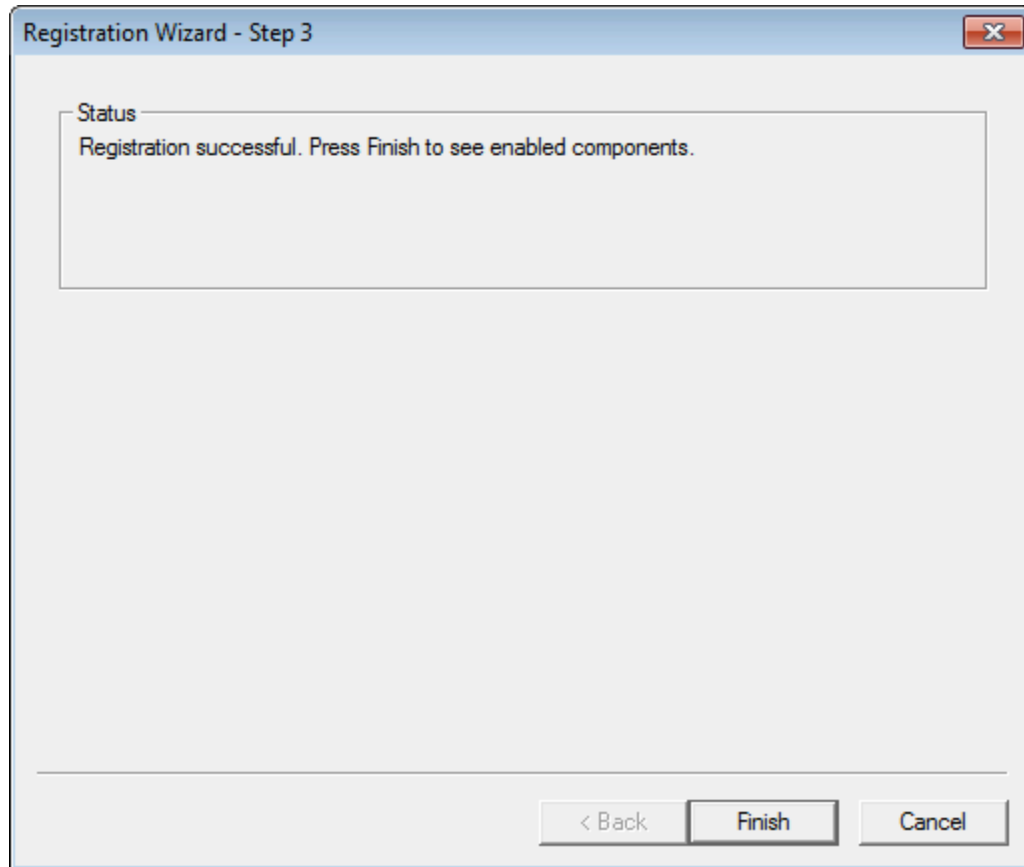 Registration Wizard - Step 3
Status
Registration successful. Press Finish to see enabled components.
< Back
Finish
Cancel